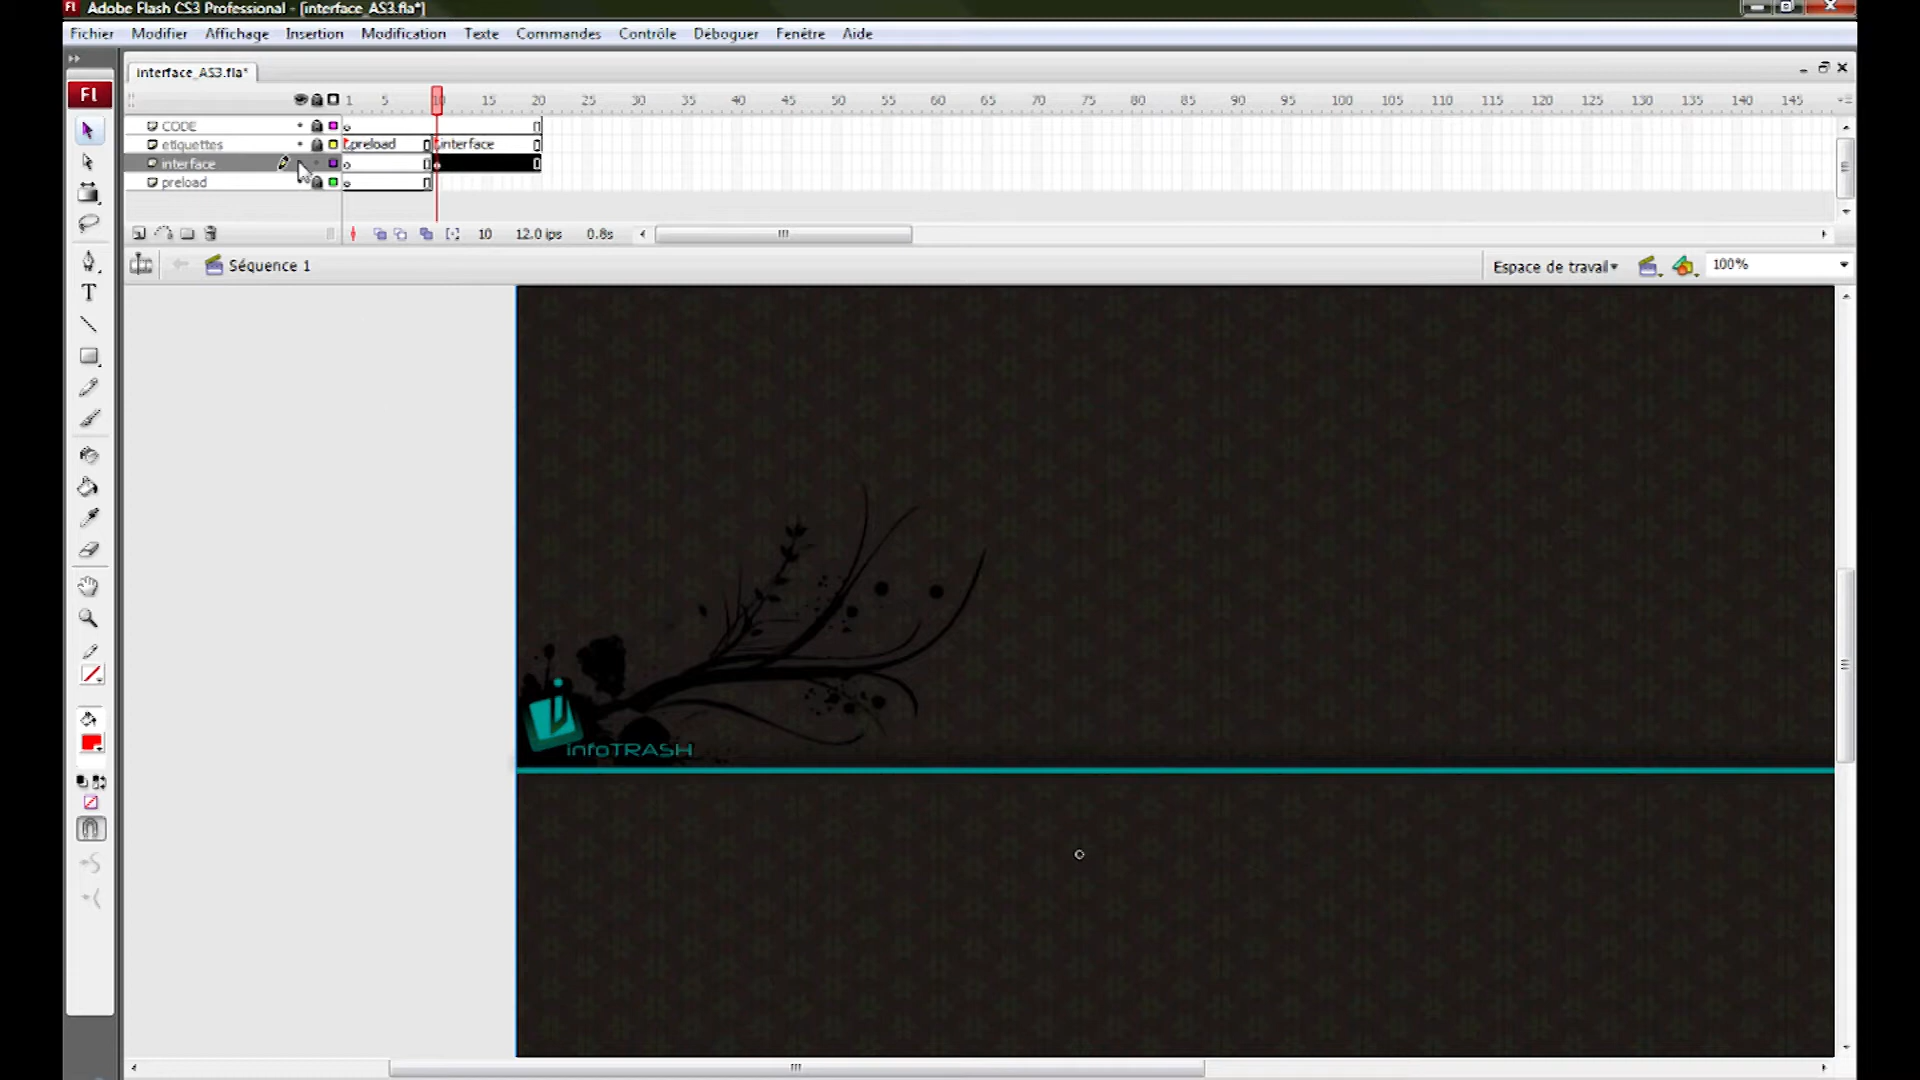 Adobe Flash CS3 Professional - [interface_AS3.fla*]
Fichier Modifier Affichage Insertion Modification Texte Commandes Contrôle Déboguer Fenêtre Aide
interface_AS3.fla*
Fl
1 5 10 15 20 25 30 35 40 45 50 55 60 65 70 75 80 85 90 95 100 105 110 115 120 125 130 135 140 145
CODE
etiquettes preload interface
interface
preload
10 12.0 ips 0.8s
Séquence 1 Espace de travail 100%
infoTRASH